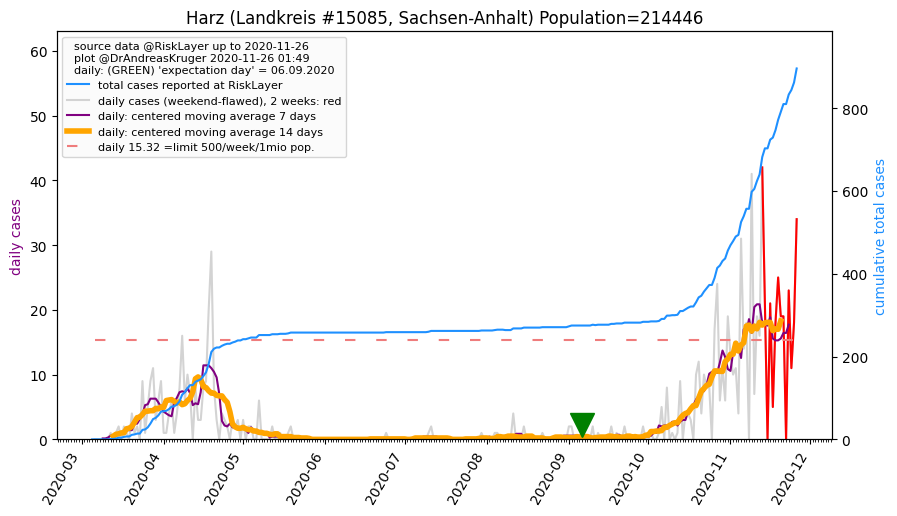 Harz (Landkreis #15085, Sachsen-Anhalt) Population=214446
source data @RiskLayer up to 2020-11-26
plot @DrAndreasKruger 2020-11-26 01:49
daily: (GREEN) 'expectation day' = 06.09.2020
total cases reported at RiskLayer
daily cases (weekend-flawed), 2 weeks: red
daily: centered moving average 7 days
daily: centered moving average 14 days
daily 15.32 =limit 500/week/1mio pop.
daily cases
60
50
40
30
20
10
0
cumulative total cases
800
600
400
200
0
2020-03
2020-04
2020-05
2020-06
2020-07
2020-08
2020-09
2020-10
2020-11
2020-12